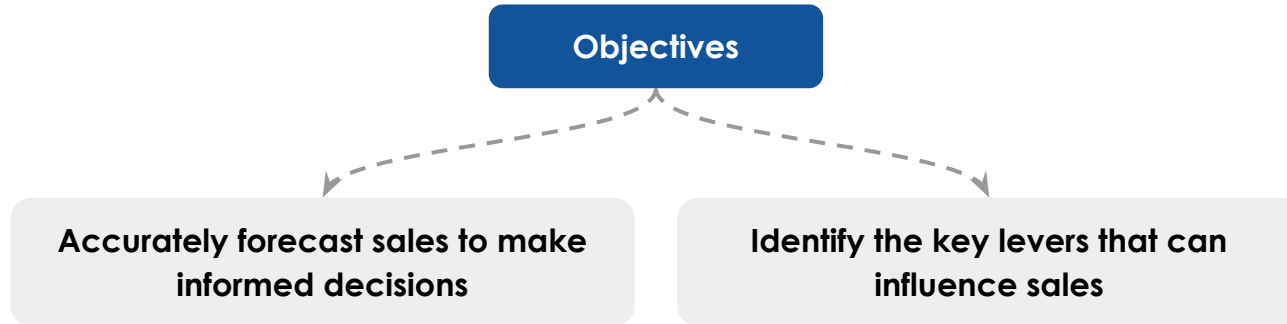 Objectives
Accurately forecast sales to make
informed decisions
Identify the key levers that can
influence sales